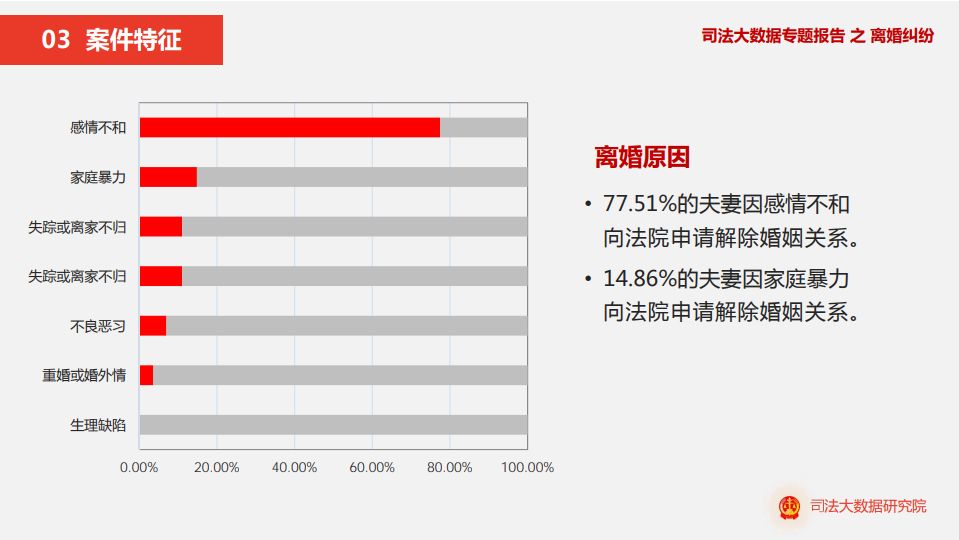 03 案件特征
司法大数据专题报告 之 离婚纠纷
感情不和
家庭暴力
失踪或离家不归
失踪或离家不归
不良恶习
重婚或婚外情
生理缺陷
0.00% 20.00% 40.00% 60.00% 80.00% 100.00%
离婚原因
• 77.51%的夫妻因感情不和
向法院申请解除婚姻关系。
• 14.86%的夫妻因家庭暴力
向法院申请解除婚姻关系。
司法大数据研究院